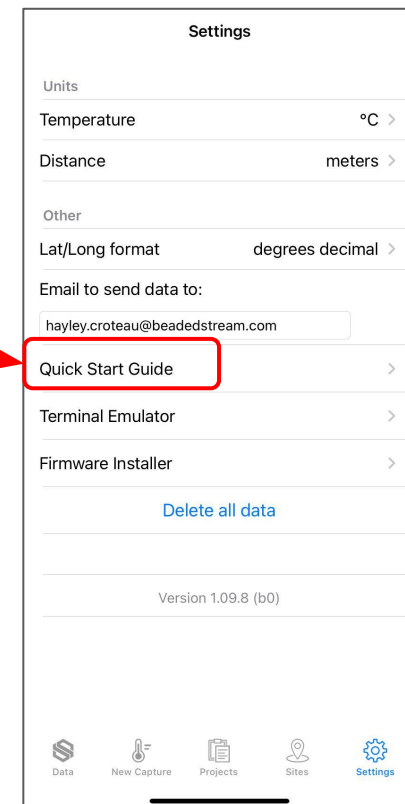 Settings
Units
Temperature °C
Distance meters
Other
Lat/Long format degrees decimal
Email to send data to:
hayley.croteau@beadedstream.com
Quick Start Guide
Terminal Emulator
Firmware Installer
Delete all data
Version 1.09.8 (b0)
Data New Capture Projects Sites Settings